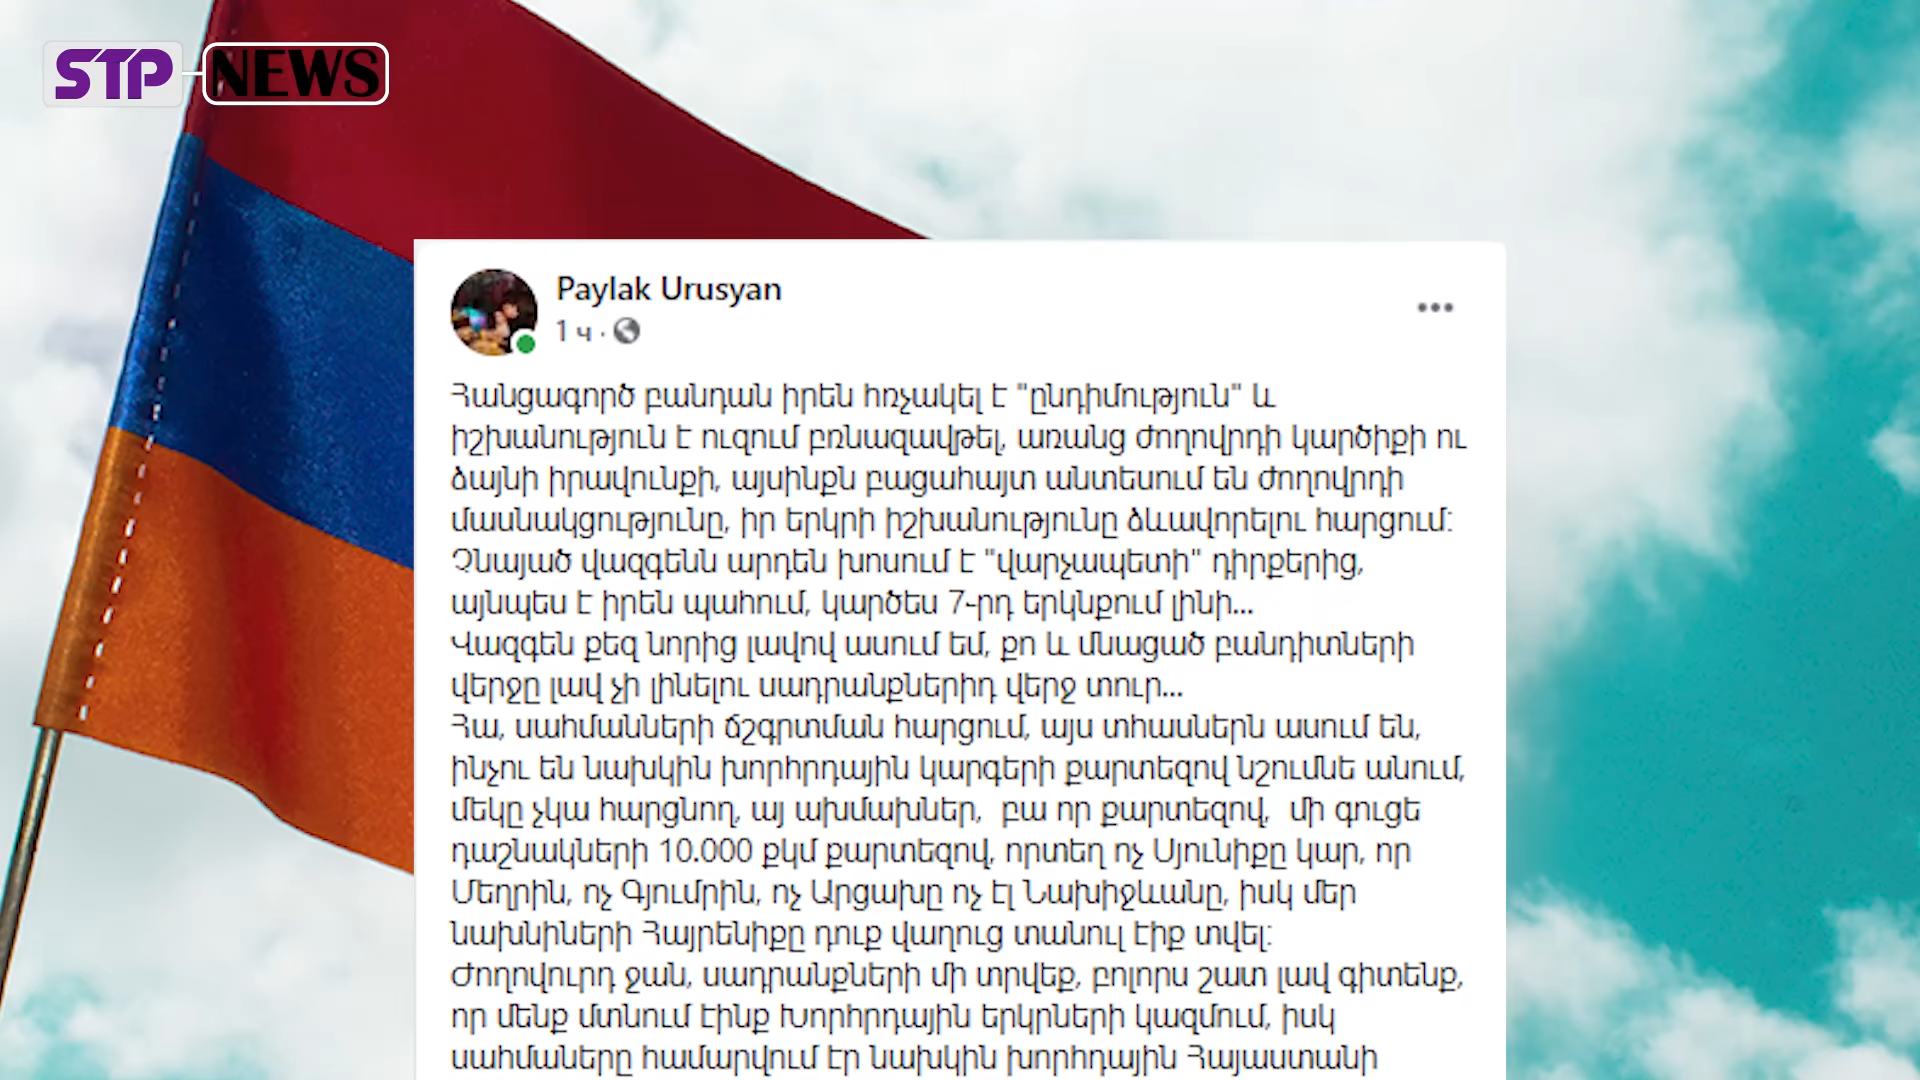 STP NEWS
Paylak Urusyan
1 ч ·
Հանցագործ բանդան իրեն հռչակել է "ընդիմություն" և
իշխանություն է ուզում բռնազավթել, առանց ժողովրդի կարծիքի ու
ձայնի իրավունքի, այսինքն բացահայտ անտեսում են ժողովրդի
մասնակցությունը, իր երկրի իշխանությունը ձևավորելու հարցում:
Չնայած վազգենն արդեն խոսում է "վարչապետի" դիրքերից,
այնպես է իրեն պահում, կարծես 7-րդ երկնքում լինի...
Վազգեն քեզ նորից լավով ասում եմ, քո և մնացած բանդիտների
վերջը լավ չի լինելու սադրանքներիդ վերջ տուր...
Հա, սահմանների ճշգրտման հարցում, այս տհասներն ասում են,
ինչու են նախկին խորհրդային կարգերի քարտեզով նշումնե անում,
մեկը չկա հարցնող, այ ախմախներ, բա որ քարտեզով, մի գուցե
դաշնակների 10.000 քկմ քարտեզով, որտեղ ոչ Սյունիքը կար, որ
Մեղրին, ոչ Գյումրին, ոչ Արցախը ոչ էլ Նախիջևանը, իսկ մեր
նախնիների Հայրենիքը դուք վաղուց տանուլ էիք տվել:
Ժողովուրդ ջան, սադրանքների մի տրվեք, բոլորս շատ լավ գիտենք,
որ մենք մտնում էինք Խորհրդային երկրների կազմում, իսկ
սահմաները համարվում էր նախկին խորհդային Հայաստանի